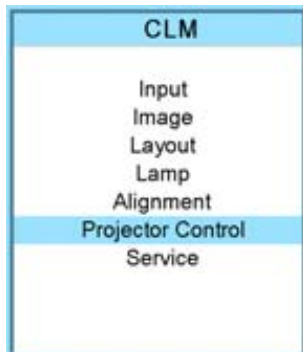 CLM
Input
Image
Layout
Lamp
Alignment
Projector Control
Service